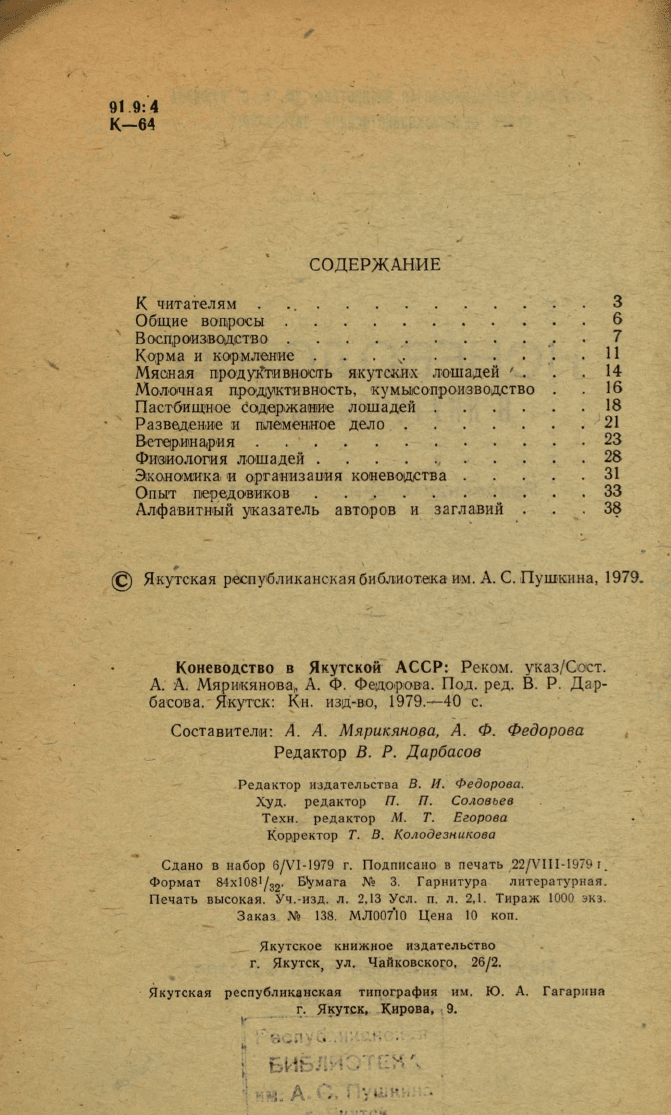 91.9:4
К—64
СОДЕРЖАНИЕ
К читателям . . . . . . . . . . . . 3
Общие вопросы . . . . . . . . . . . 6
Воспроизводство . . . . . . . . . . . 7
Корма и кормление . . . . . . . . . . 11
Мясная продуктивность якутских лошадей . . . . 14
Молочная продуктивность, кумысопроизводство . . 16
Пастбищное содержание лошадей . . . . . . 18
Разведение и племенное дело . . . . . . . 21
Ветеринария . . . . . . . . . . . . 23
Физиология лошадей . . . . . . . . . . 28
Экономика и организация коневодства . . . . . 31
Опыт передовиков . . . . . . . . . . 33
Алфавитный указатель авторов и заглавий . . . 38
© Якутская республиканская библиотека им. А. С. Пушкина, 1979.
Коневодство в Якутской АССР: Реком. указ/Сост.
А. А. Мярикянова, А. Ф. Федорова. Под. ред. В. Р. Дар-
басова. Якутск: Кн. изд-во, 1979.—40 с.
Составители: А. А. Мярикянова, А. Ф. Федорова
Редактор В. Р. Дарбасов
Редактор издательства В. И. Федорова.
Худ. редактор П. П. Соловьев
Техн. редактор М. Т. Егорова
Корректор Т. В. Колодезникова
Сдано в набор 6/VI-1979 г. Подписано в печать 22/VIII-1979 г.
Формат 84х108¹/₃₂. Бумага № 3. Гарнитура литературная.
Печать высокая. Уч.-изд. л. 2,13 Усл. п. л. 2,1. Тираж 1000 экз.
Заказ № 138. МЛ00710 Цена 10 коп.
Якутское книжное издательство
г. Якутск, ул. Чайковского, 26/2.
Якутская республиканская типография им. Ю. А. Гагарина
г. Якутск, Кирова, 9.
БИБЛИОТЕКА
им. А. С. Пушкина